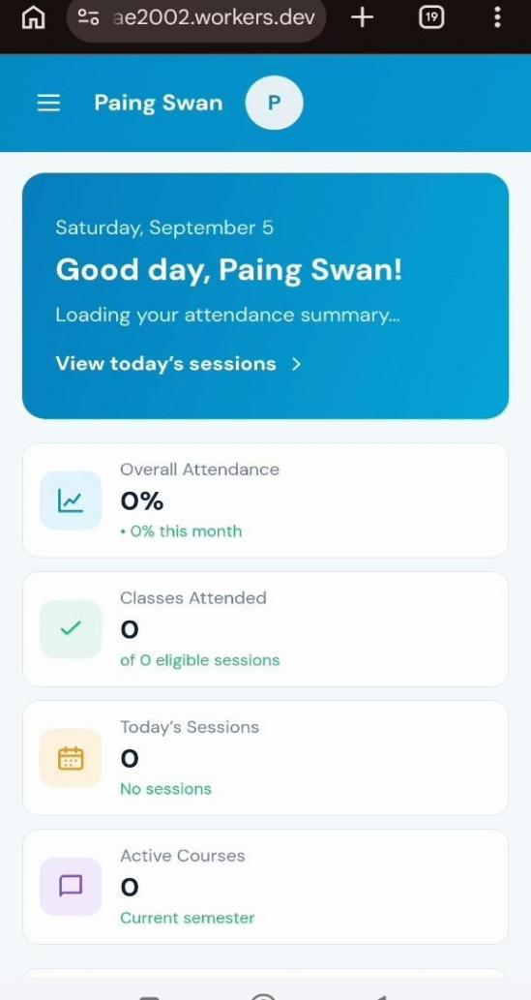 ae2002.workers.dev
19
Paing Swan
P
Saturday, September 5
Good day, Paing Swan!
Loading your attendance summary...
View today's sessions
Overall Attendance
0%
• 0% this month
Classes Attended
0
of 0 eligible sessions
Today's Sessions
0
No sessions
Active Courses
0
Current semester